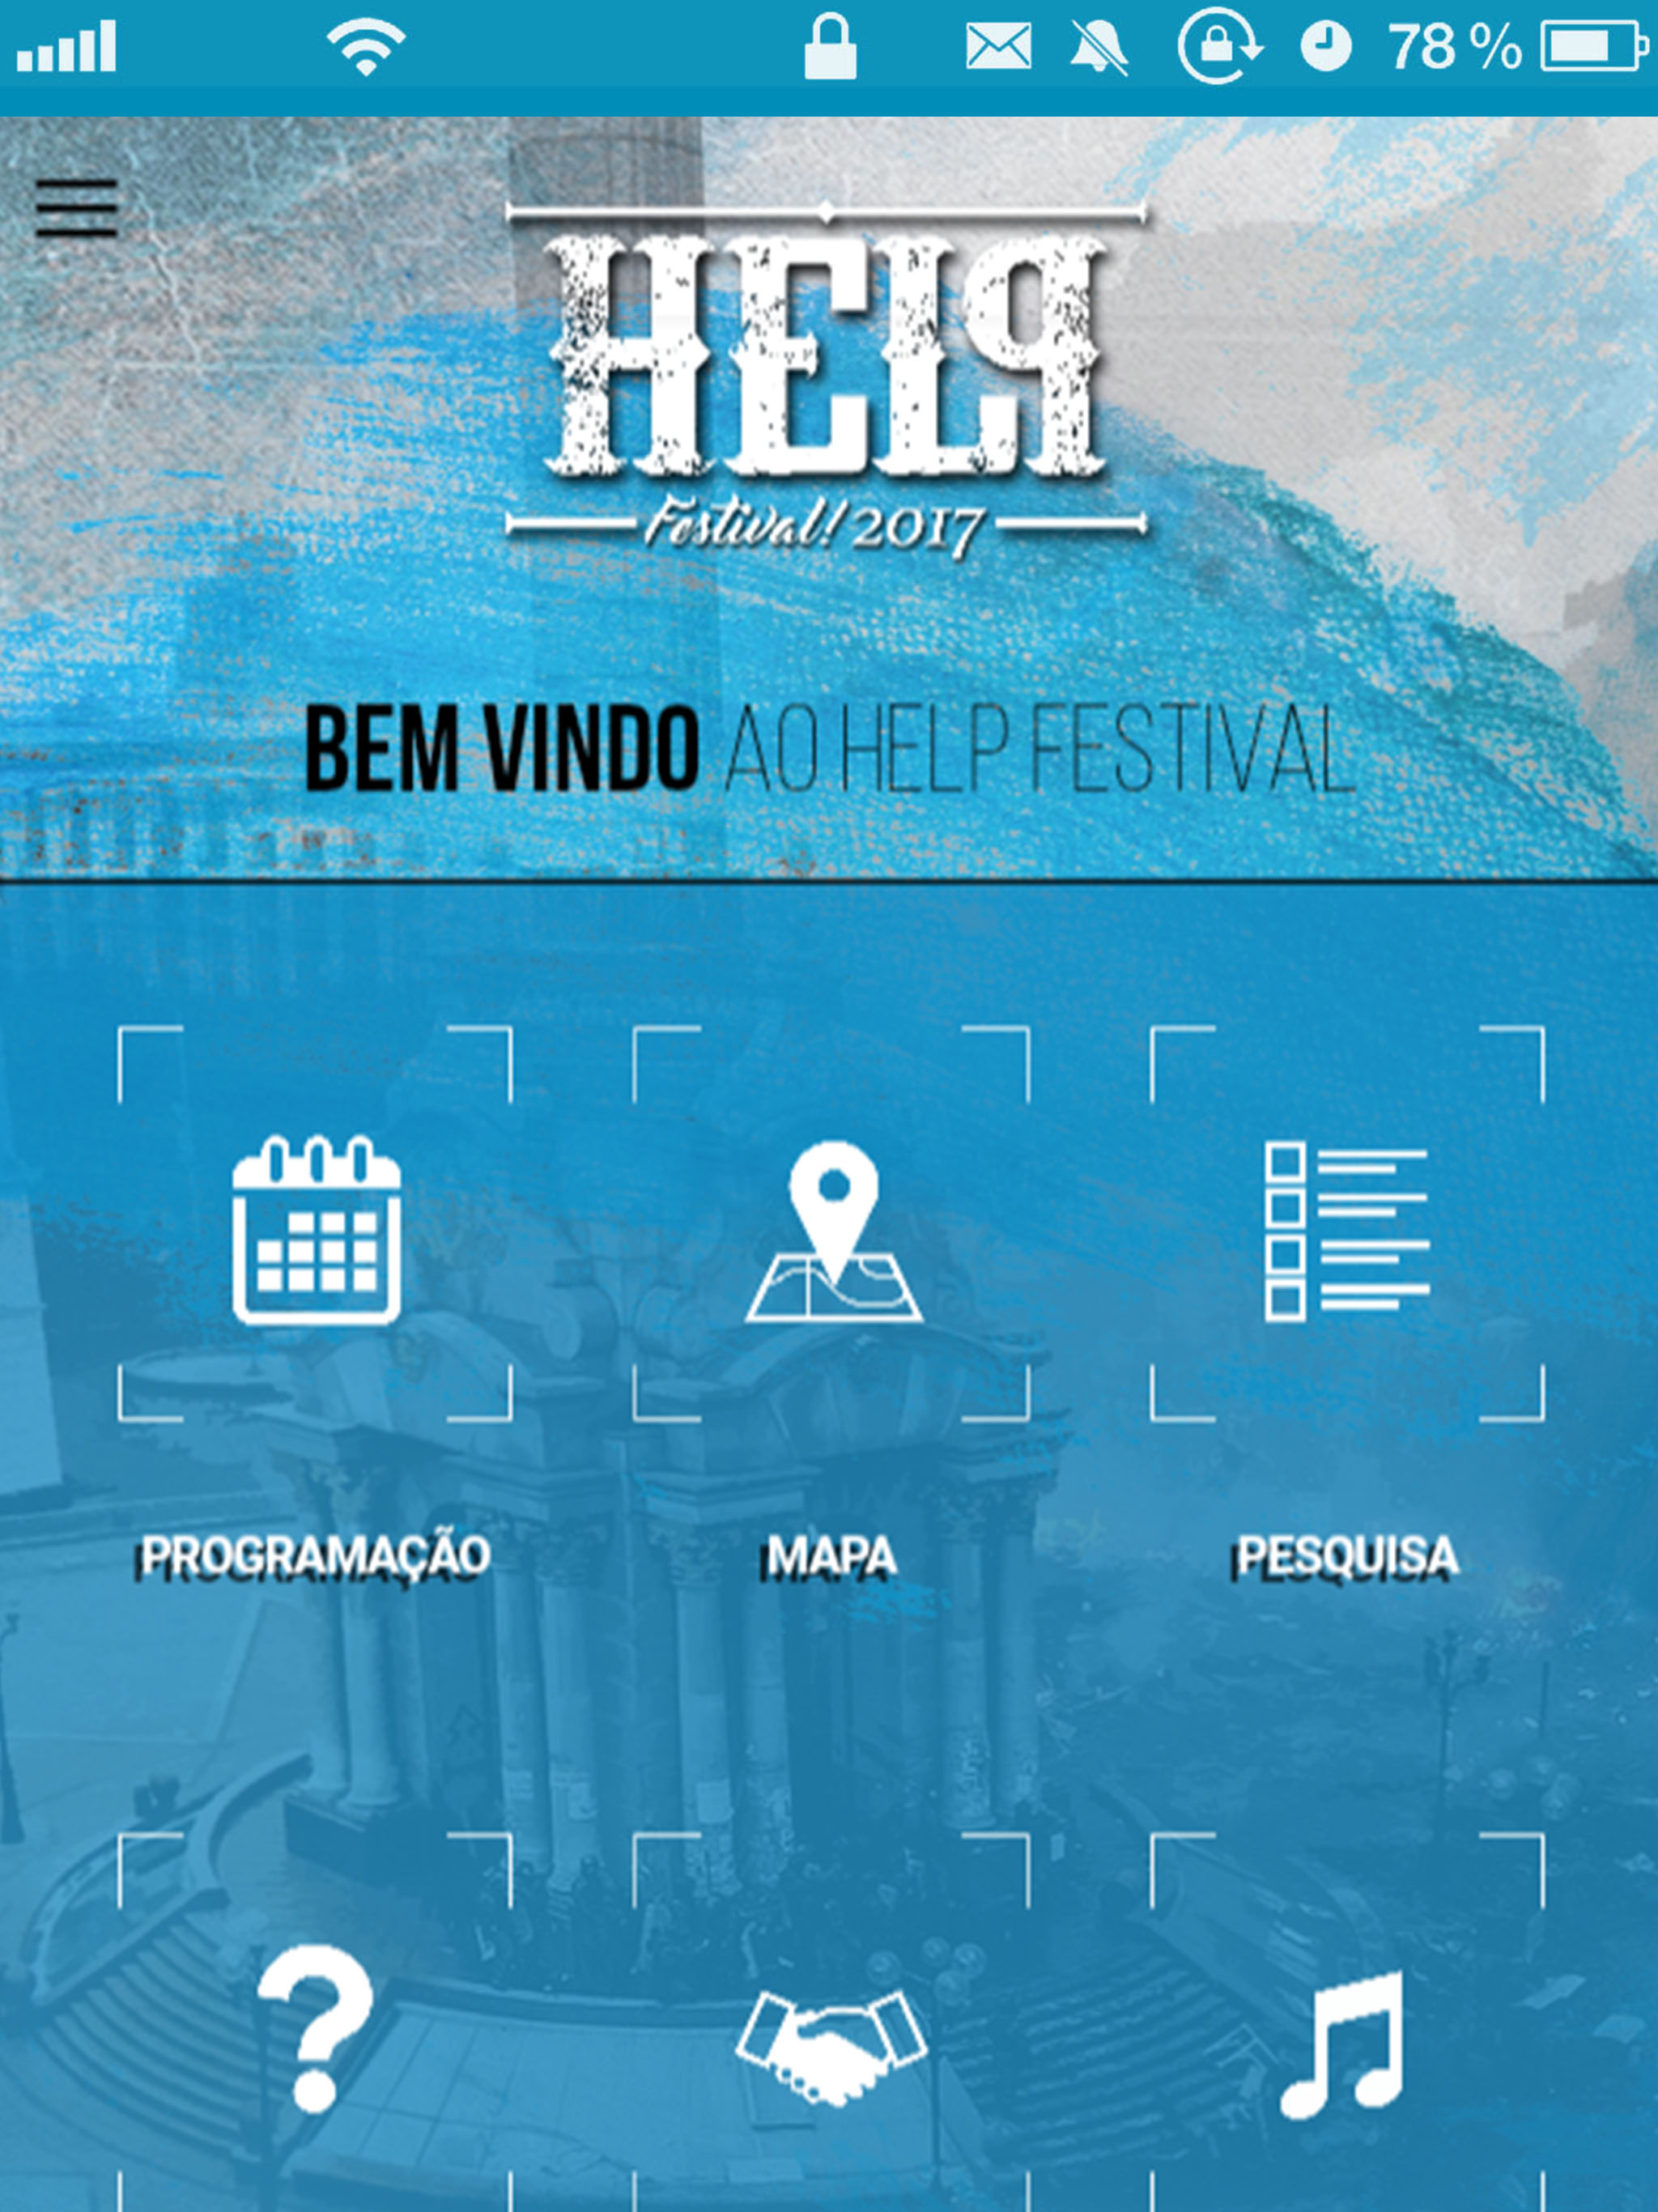 78 %
HELP
Festival! 2017
BEM VINDO AO HELP FESTIVAL
PROGRAMAÇÃO MAPA PESQUISA